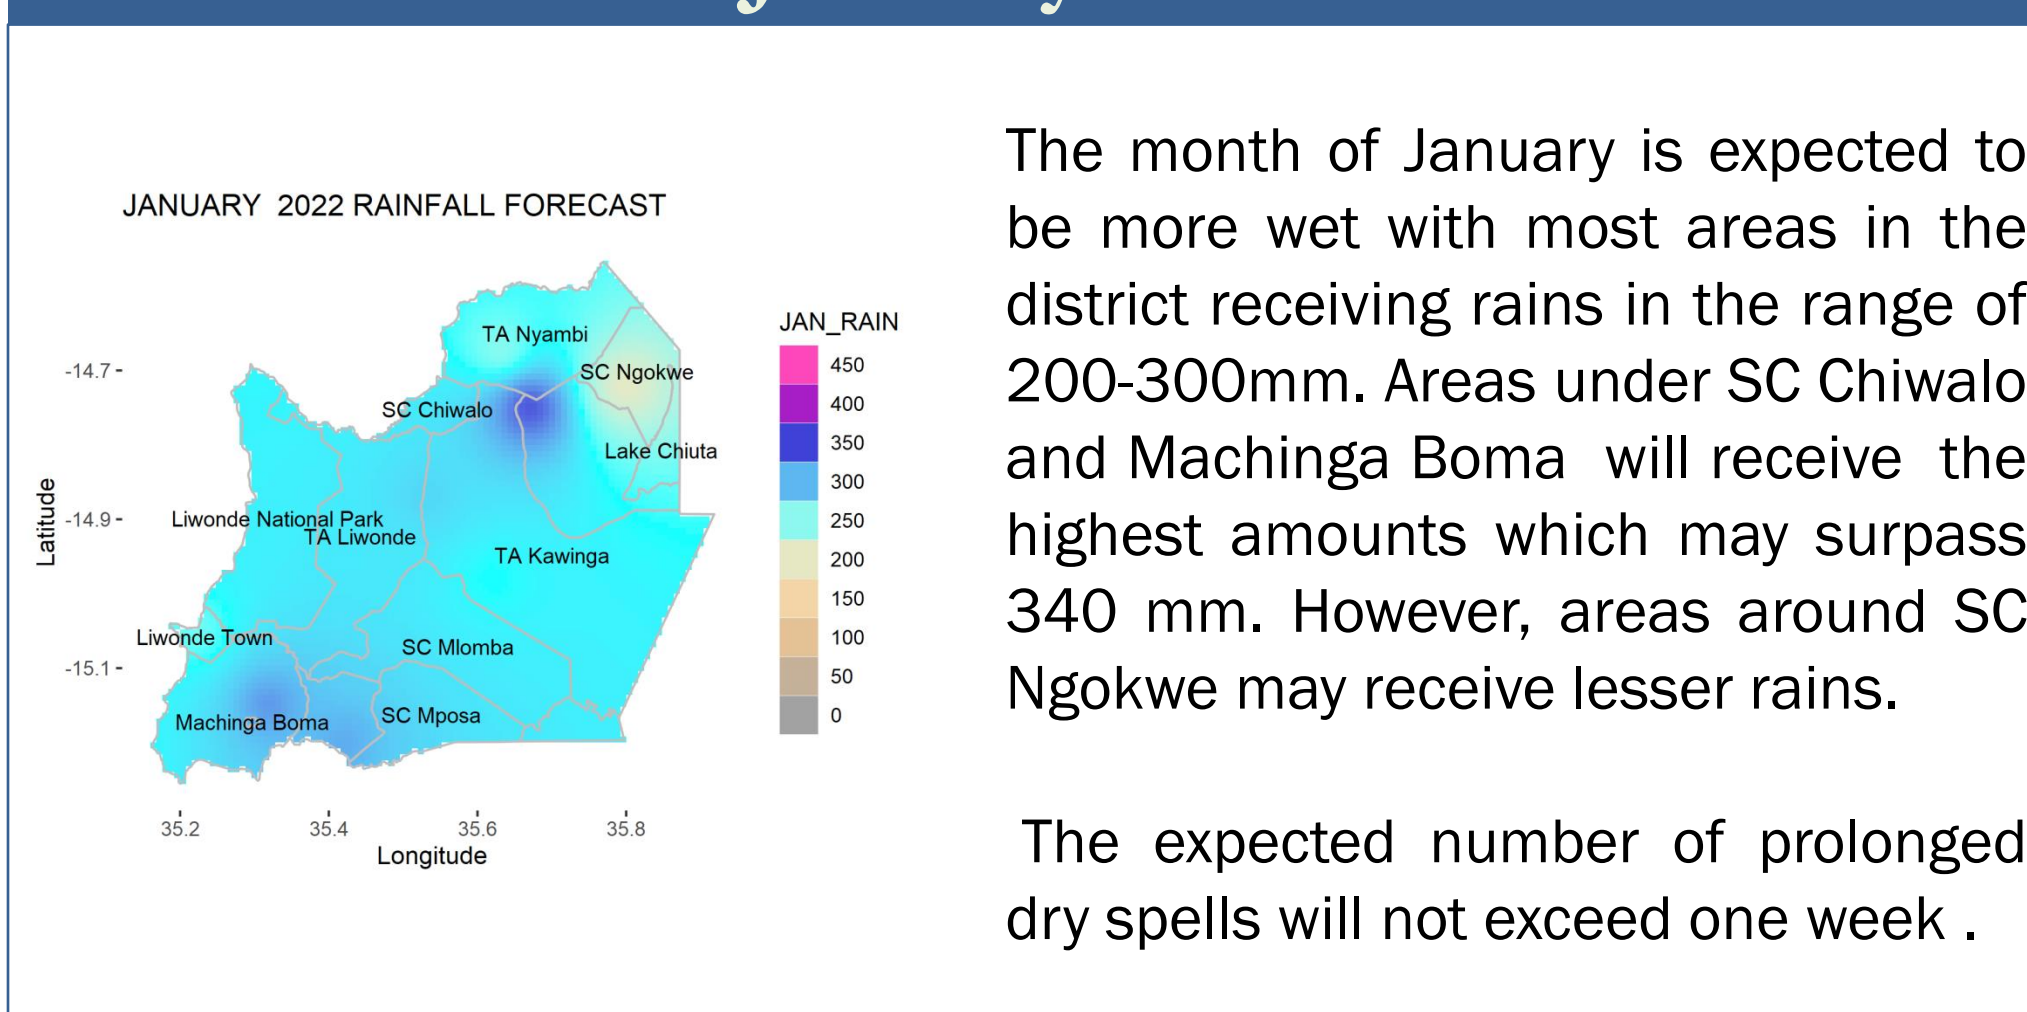 JANUARY 2022 RAINFALL FORECAST
JAN_RAIN
450
400
350
300
250
200
150
100
50
0
TA Nyambi
SC Ngokwe
SC Chiwalo
Lake Chiuta
Liwonde National Park
TA Liwonde
TA Kawinga
Liwonde Town
SC Mlomba
Machinga Boma
SC Mposa
Latitude
-14.7
-14.9
-15.1
35.2
35.4
35.6
35.8
Longitude
The month of January is expected to
be more wet with most areas in the
district receiving rains in the range of
200-300mm. Areas under SC Chiwalo
and Machinga Boma will receive the
highest amounts which may surpass
340 mm. However, areas around SC
Ngokwe may receive lesser rains.
The expected number of prolonged
dry spells will not exceed one week .